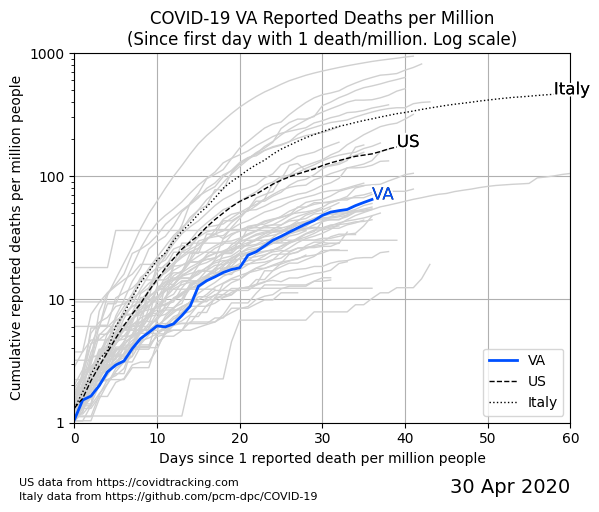 COVID-19 VA Reported Deaths per Million
(Since first day with 1 death/million. Log scale)
Cumulative reported deaths per million people
1000
100
10
1
Italy
US
VA
VA
US
Italy
0 10 20 30 40 50 60
Days since 1 reported death per million people
US data from https://covidtracking.com
Italy data from https://github.com/pcm-dpc/COVID-19
30 Apr 2020